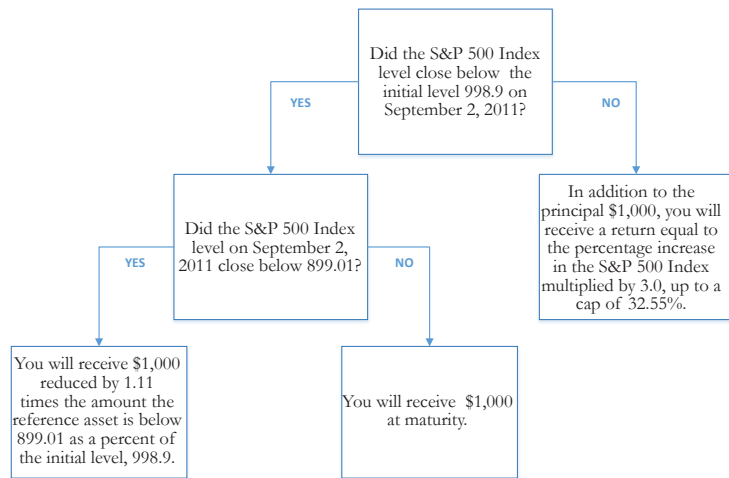 Did the S&P 500 Index
level close below the
initial level 998.9 on
September 2, 2011?
YES
NO
Did the S&P 500 Index
level on September 2,
2011 close below 899.01?
In addition to the
principal $1,000, you will
receive a return equal to
the percentage increase
in the S&P 500 Index
multiplied by 3.0, up to a
cap of 32.55%.
YES
NO
You will receive $1,000
reduced by 1.11
times the amount the
reference asset is below
899.01 as a percent of
the initial level, 998.9.
You will receive $1,000
at maturity.